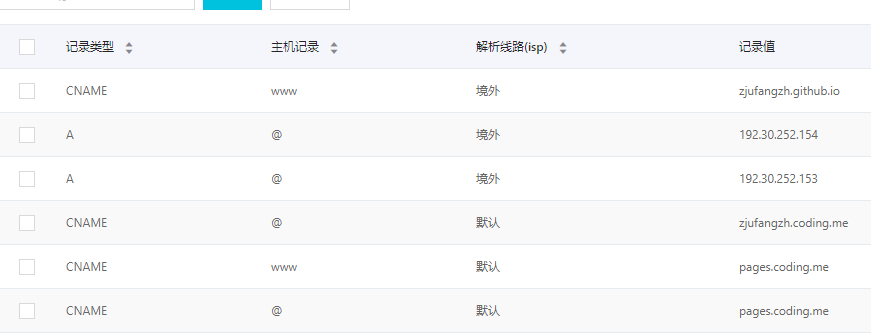 记录类型 主机记录 解析线路(isp) 记录值
CNAME www 境外 zjufangzh.github.io
A @ 境外 192.30.252.154
A @ 境外 192.30.252.153
CNAME @ 默认 zjufangzh.coding.me
CNAME www 默认 pages.coding.me
CNAME @ 默认 pages.coding.me